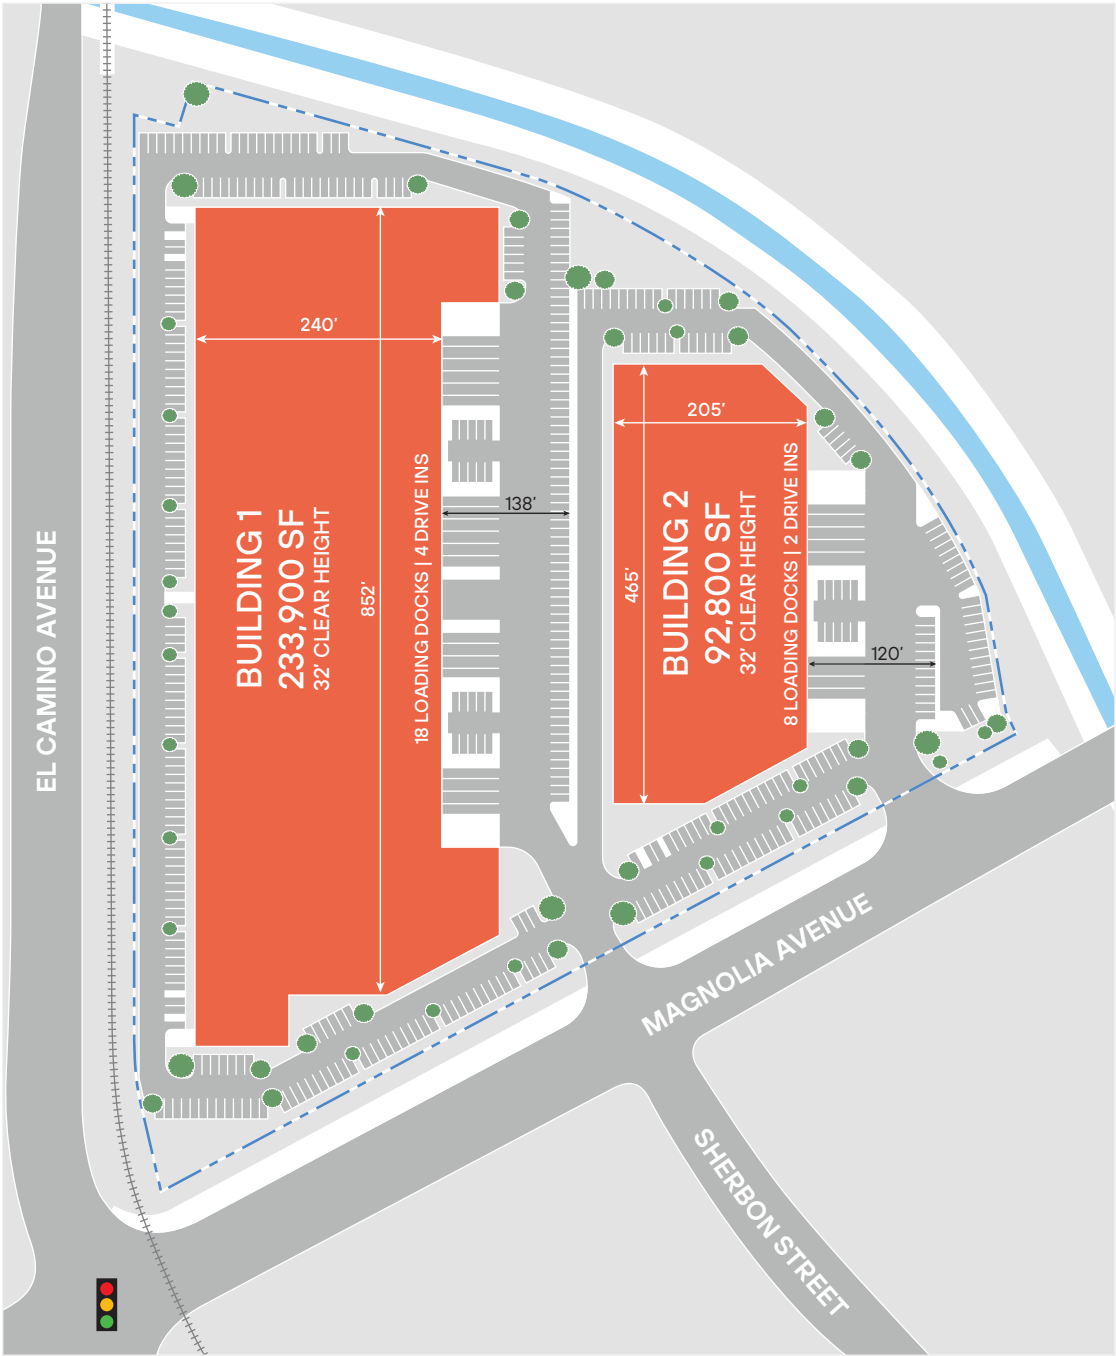 EL CAMINO AVENUE
BUILDING 1
233,900 SF
32′ CLEAR HEIGHT
240′
852′
18 LOADING DOCKS | 4 DRIVE INS
138′
BUILDING 2
92,800 SF
32′ CLEAR HEIGHT
205′
465′
8 LOADING DOCKS | 2 DRIVE INS
120′
MAGNOLIA AVENUE
SHERBON STREET